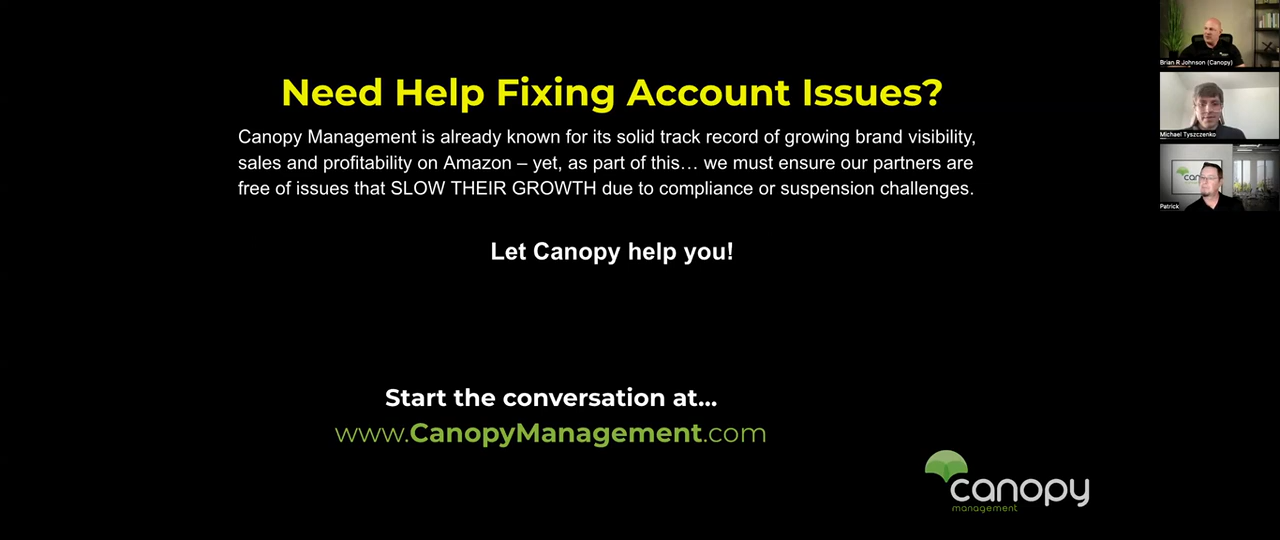 Need Help Fixing Account Issues?
Canopy Management is already known for its solid track record of growing brand visibility,
sales and profitability on Amazon – yet, as part of this… we must ensure our partners are
free of issues that SLOW THEIR GROWTH due to compliance or suspension challenges.
Let Canopy help you!
Start the conversation at...
www.CanopyManagement.com
canopy
management
Brian R Johnson (Canopy)
Michael Tyszczenko
can
Patrick